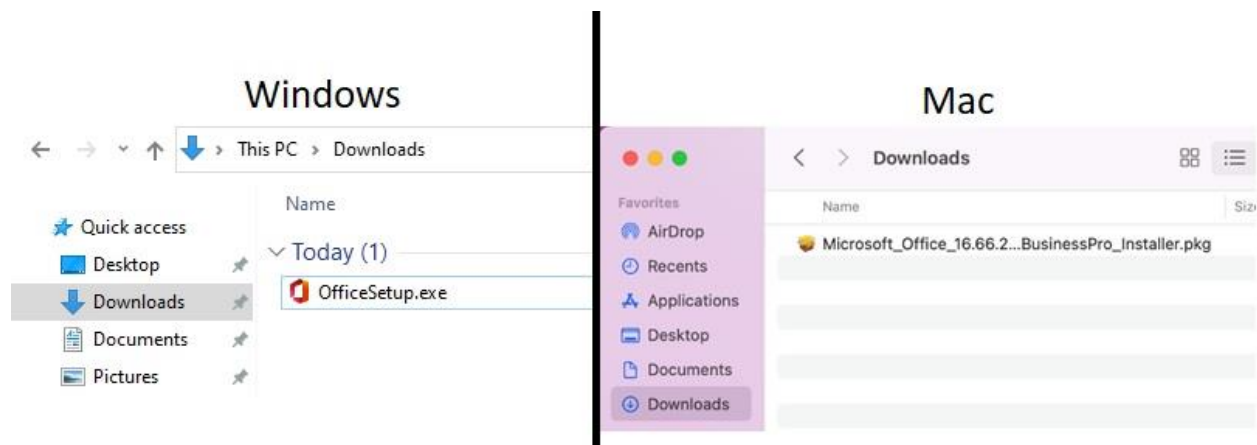 Windows
This PC > Downloads
Name
Quick access
Today (1)
Desktop
OfficeSetup.exe
Downloads
Documents
Pictures
Mac
Downloads
Favorites
Name
Siz
AirDrop
Microsoft_Office_16.66.2...BusinessPro_Installer.pkg
Recents
Applications
Desktop
Documents
Downloads